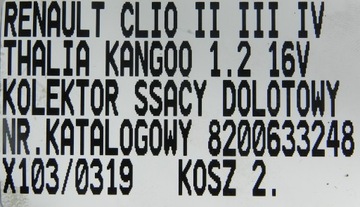 RENAULT CLIO II III IV
THALIA KANGOO 1.2 16V
KOLEKTOR SSACY DOLOTOWY
NR.KATALOGOWY 8200633248
X103/0319 KOSZ 2.